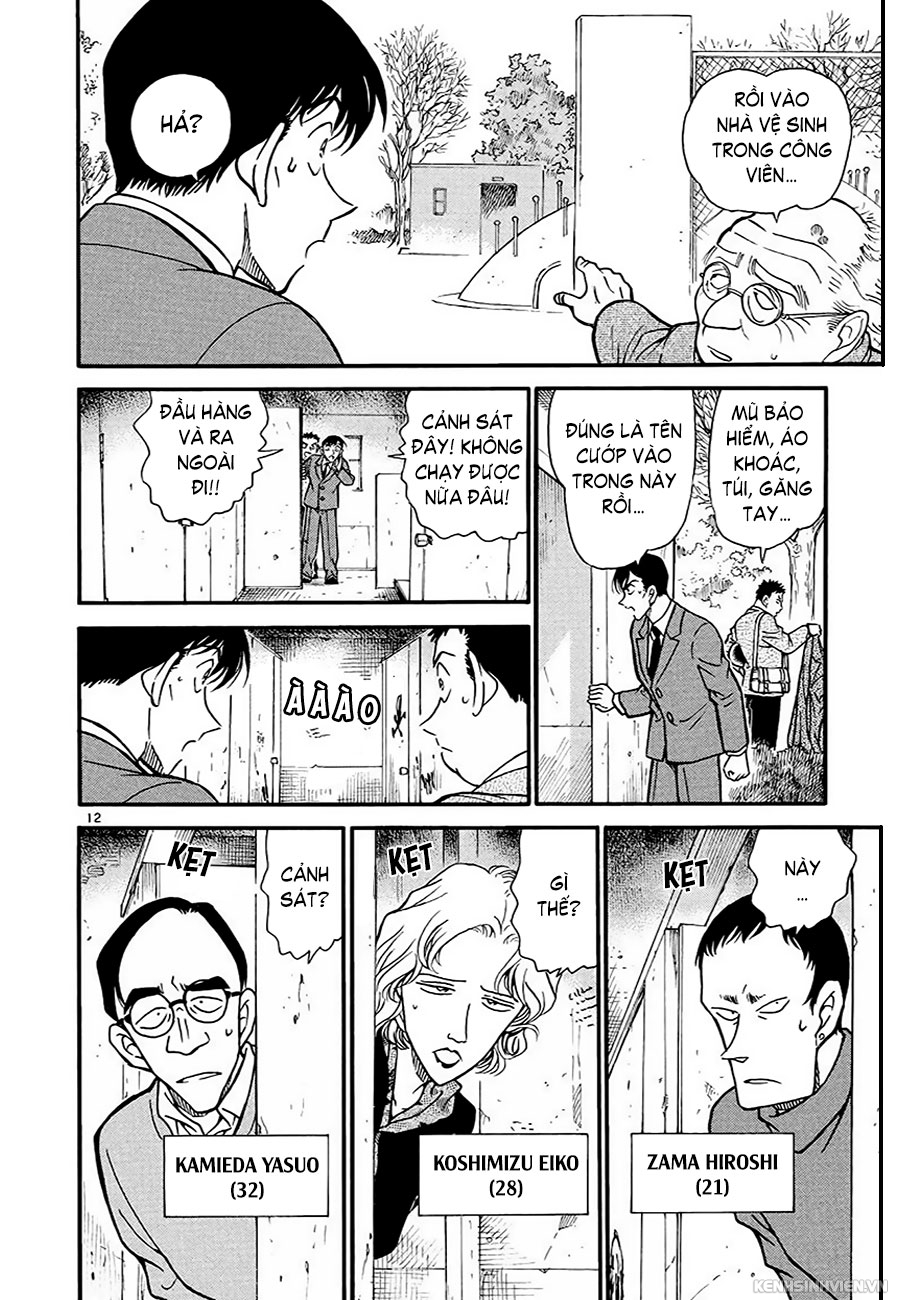 RỒI VÀO
NHÀ VỆ SINH
TRONG CÔNG
VIÊN...
HẢ?
MŨ BẢO
HIỂM, ÁO
KHOÁC,
TÚI, GĂNG
TAY...
ĐÚNG LÀ TÊN
CƯỚP VÀO
TRONG NÀY
RỒI...
CẢNH SÁT
ĐÂY! KHÔNG
CHẠY ĐƯỢC
NỮA ĐÂU!
ĐẦU HÀNG
VÀ RA
NGOÀI
ĐI!!
ÀÀÀO
12
NÀY
...
KẸT
ZAMA HIROSHI
(21)
GÌ
THẾ?
KẸT
KOSHIMIZU EIKO
(28)
CẢNH
SÁT?
KẸT
KAMIEDA YASUO
(32)
KENHSINHVIEN.VN